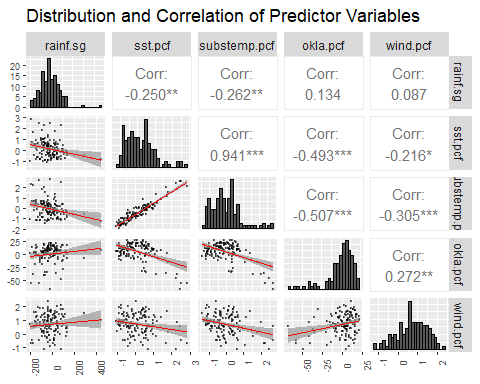 Distribution and Correlation of Predictor Variables
rainf.sg sst.pcf substemp.pcf okla.pcf wind.pcf
20
15
10
5
0
Corr:
-0.250**
Corr:
-0.262**
Corr:
0.134
Corr:
0.087
rainf.sg
3
2
1
0
-1
Corr:
0.941***
Corr:
-0.493***
Corr:
-0.216*
sst.pcf
2
1
0
-1
-2
Corr:
-0.507***
Corr:
-0.305***
ubstemp.p
25
0
-25
-50
Corr:
0.272**
okla.pcf
2
1
0
-1
wind.pcf
-200 0 200 400 -1 0 1 2 3 -2 -1 0 1 2 -50 -25 0 25 -1 0 1 2